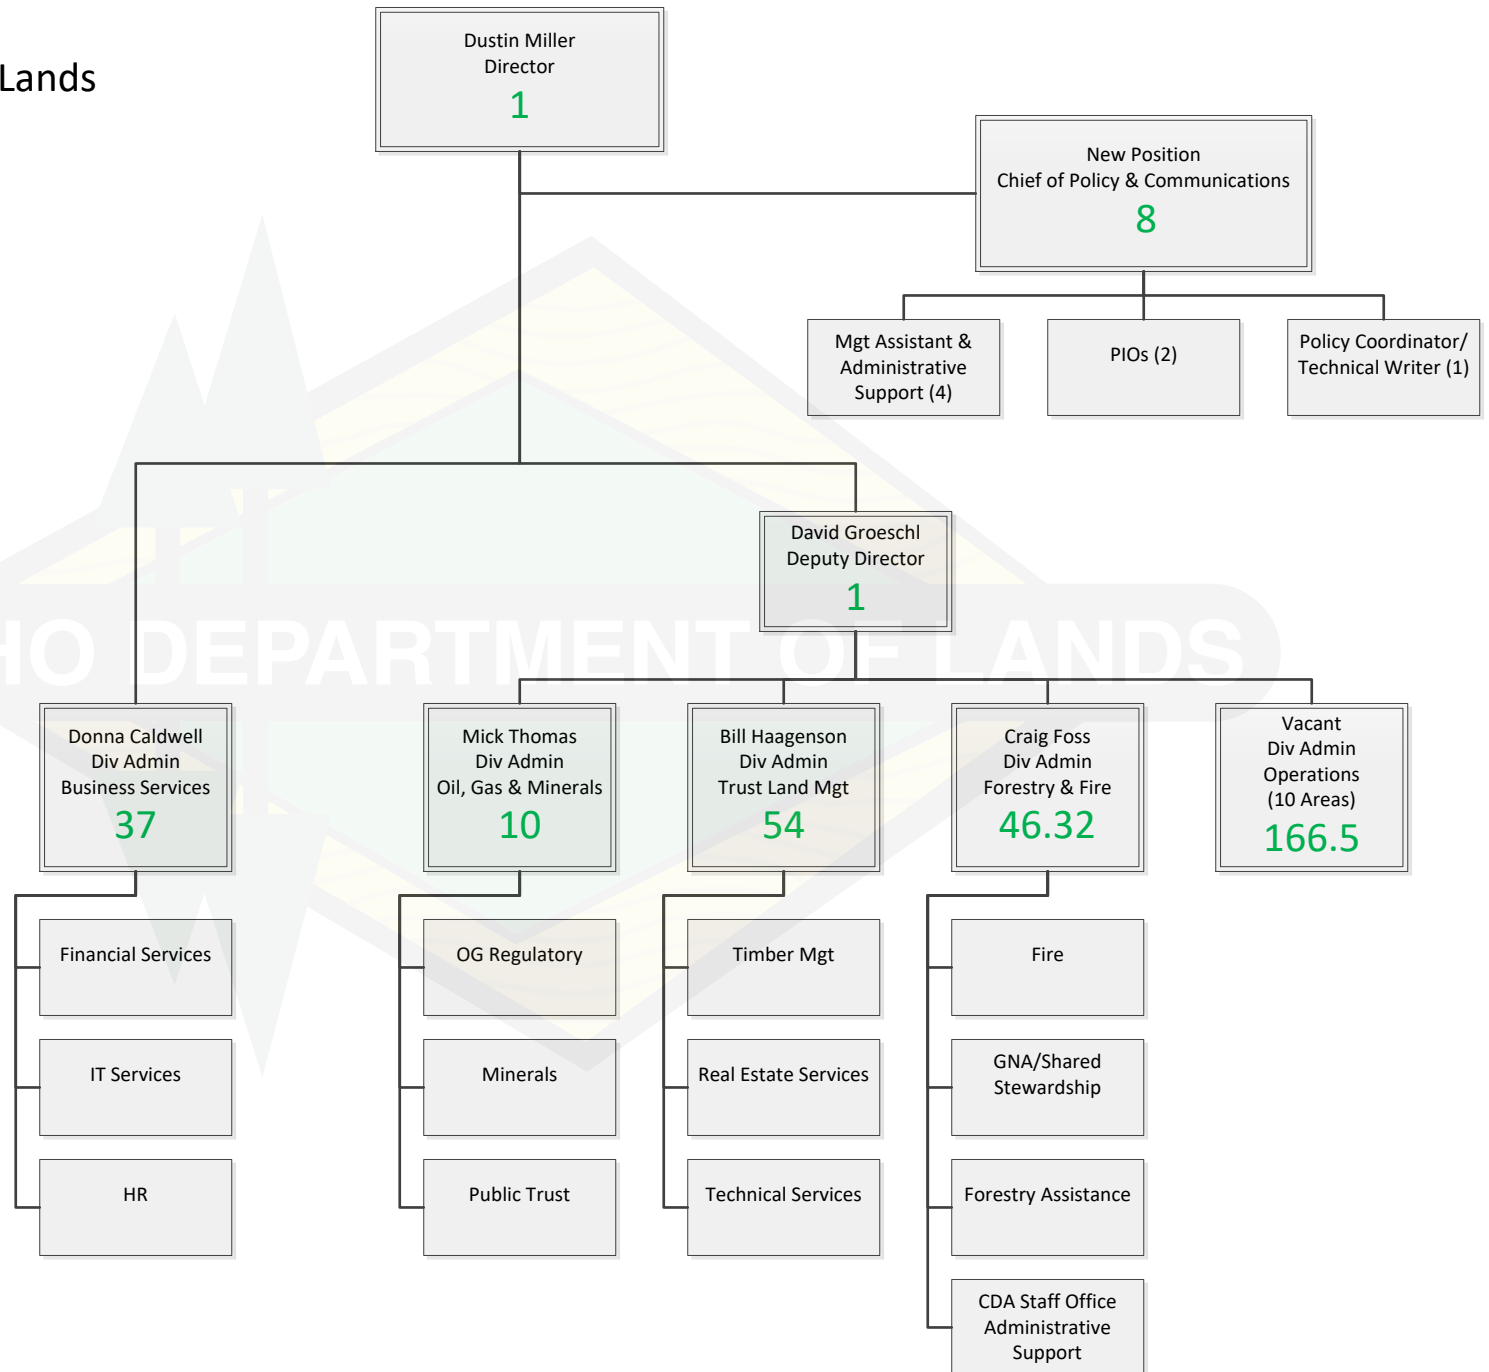 Lands
Dustin Miller
Director
1
New Position
Chief of Policy & Communications
8
Mgt Assistant &
Administrative
Support (4)
PIOs (2)
Policy Coordinator/
Technical Writer (1)
David Groeschl
Deputy Director
1
HO DEPARTMENT OF LANDS
Donna Caldwell
Div Admin
Business Services
37
Mick Thomas
Div Admin
Oil, Gas & Minerals
10
Bill Haagenson
Div Admin
Trust Land Mgt
54
Craig Foss
Div Admin
Forestry & Fire
46.32
Vacant
Div Admin
Operations
(10 Areas)
166.5
Financial Services
IT Services
HR
OG Regulatory
Minerals
Public Trust
Timber Mgt
Real Estate Services
Technical Services
Fire
GNA/Shared
Stewardship
Forestry Assistance
CDA Staff Office
Administrative
Support